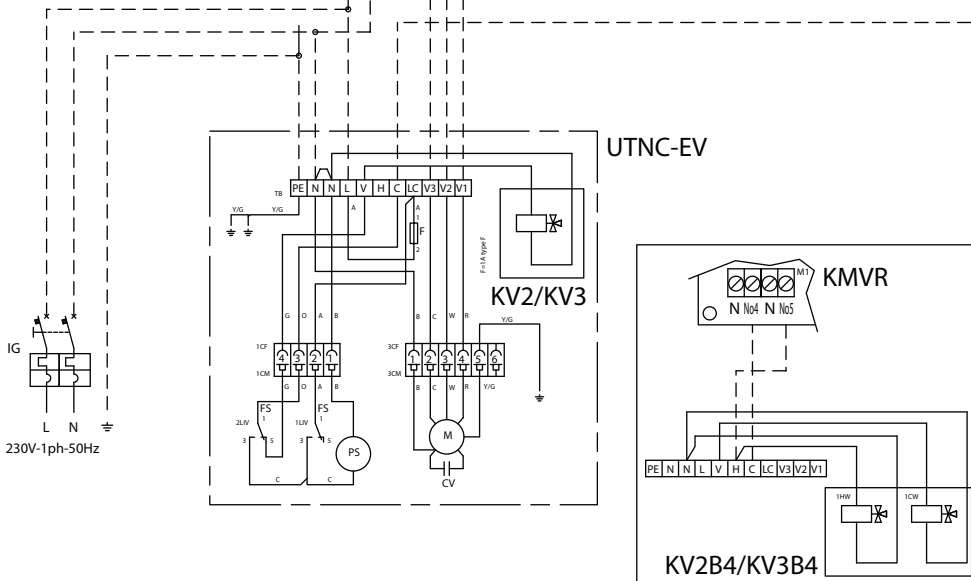 UTNC-EV
TB
PE N N L V H C LC V3 V2 V1
Y/G Y/G A A
1
F
2
F=1A type F
KV2/KV3
M1
KMVR
N No4 N No5
IG
L N
230V-1ph-50Hz
G O A B
B C W R Y/G
1CF
4 3 2 1
1CM
G O A B
3CF
1 2 3 4 5 6
3CM
B C W R Y/G
FS FS
1 1
2LIV 1LIV
3 S 3 S
PS
C C
M
CV
PE N N L V H C LC V3 V2 V1
1HW 1CW
KV2B4/KV3B4